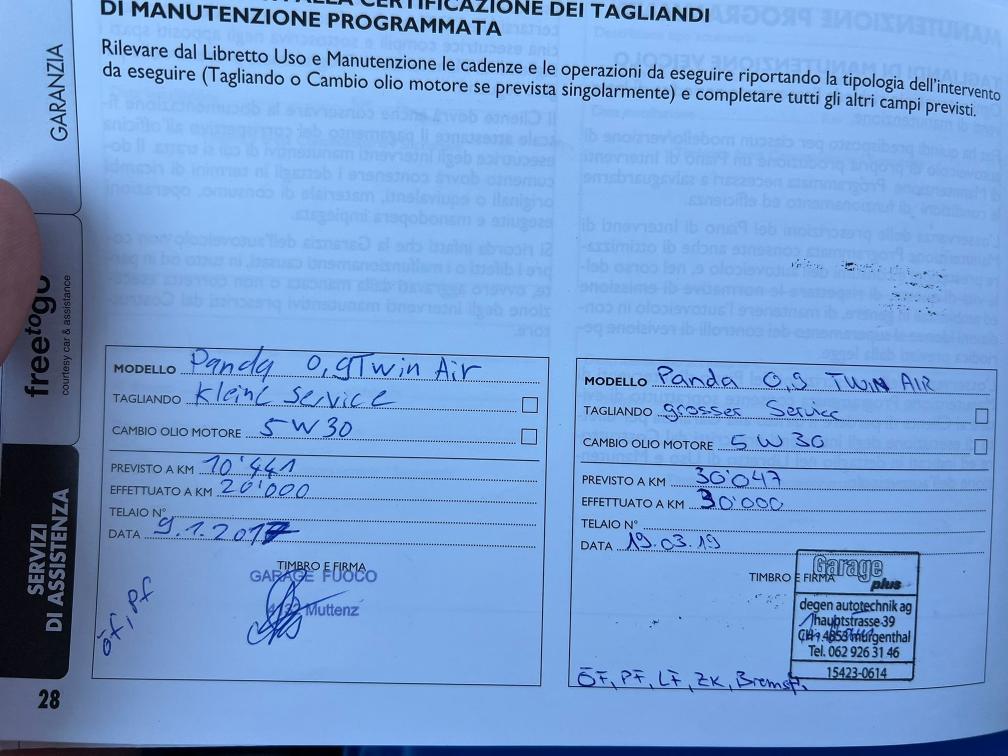 CERTIFICAZIONE DEI TAGLIANDI
DI MANUTENZIONE PROGRAMMATA
Rilevare dal Libretto Uso e Manutenzione le cadenze e le operazioni da eseguire riportando la tipologia dell'intervento
da eseguire (Tagliando o Cambio olio motore se prevista singolarmente) e completare tutti gli altri campi previsti.
GARANZIA
freetogo
courtesy car & assistance
SERVIZI
DI ASSISTENZA
28
MODELLO Panda 0,9 Twin Air
TAGLIANDO kleine Service
CAMBIO OLIO MOTORE 5W30
PREVISTO A KM 10'441
EFFETTUATO A KM 20'000
TELAIO N°
DATA 9.1.2017
TIMBRO E FIRMA
GARAGE FUOCO
4132 Muttenz
öf, pf
MODELLO Panda 0,9 TWIN AIR
TAGLIANDO grosser Service
CAMBIO OLIO MOTORE 5W30
PREVISTO A KM 30'047
EFFETTUATO A KM 30'000
TELAIO N°
DATA 19.03.19
TIMBRO E FIRMA
Garage
plus
degen autotechnik ag
hauptstrasse 39
CH-4853 murgenthal
Tel. 062 926 31 46
15423-0614
ÖF, PF, LF, ZK, Bremsf.